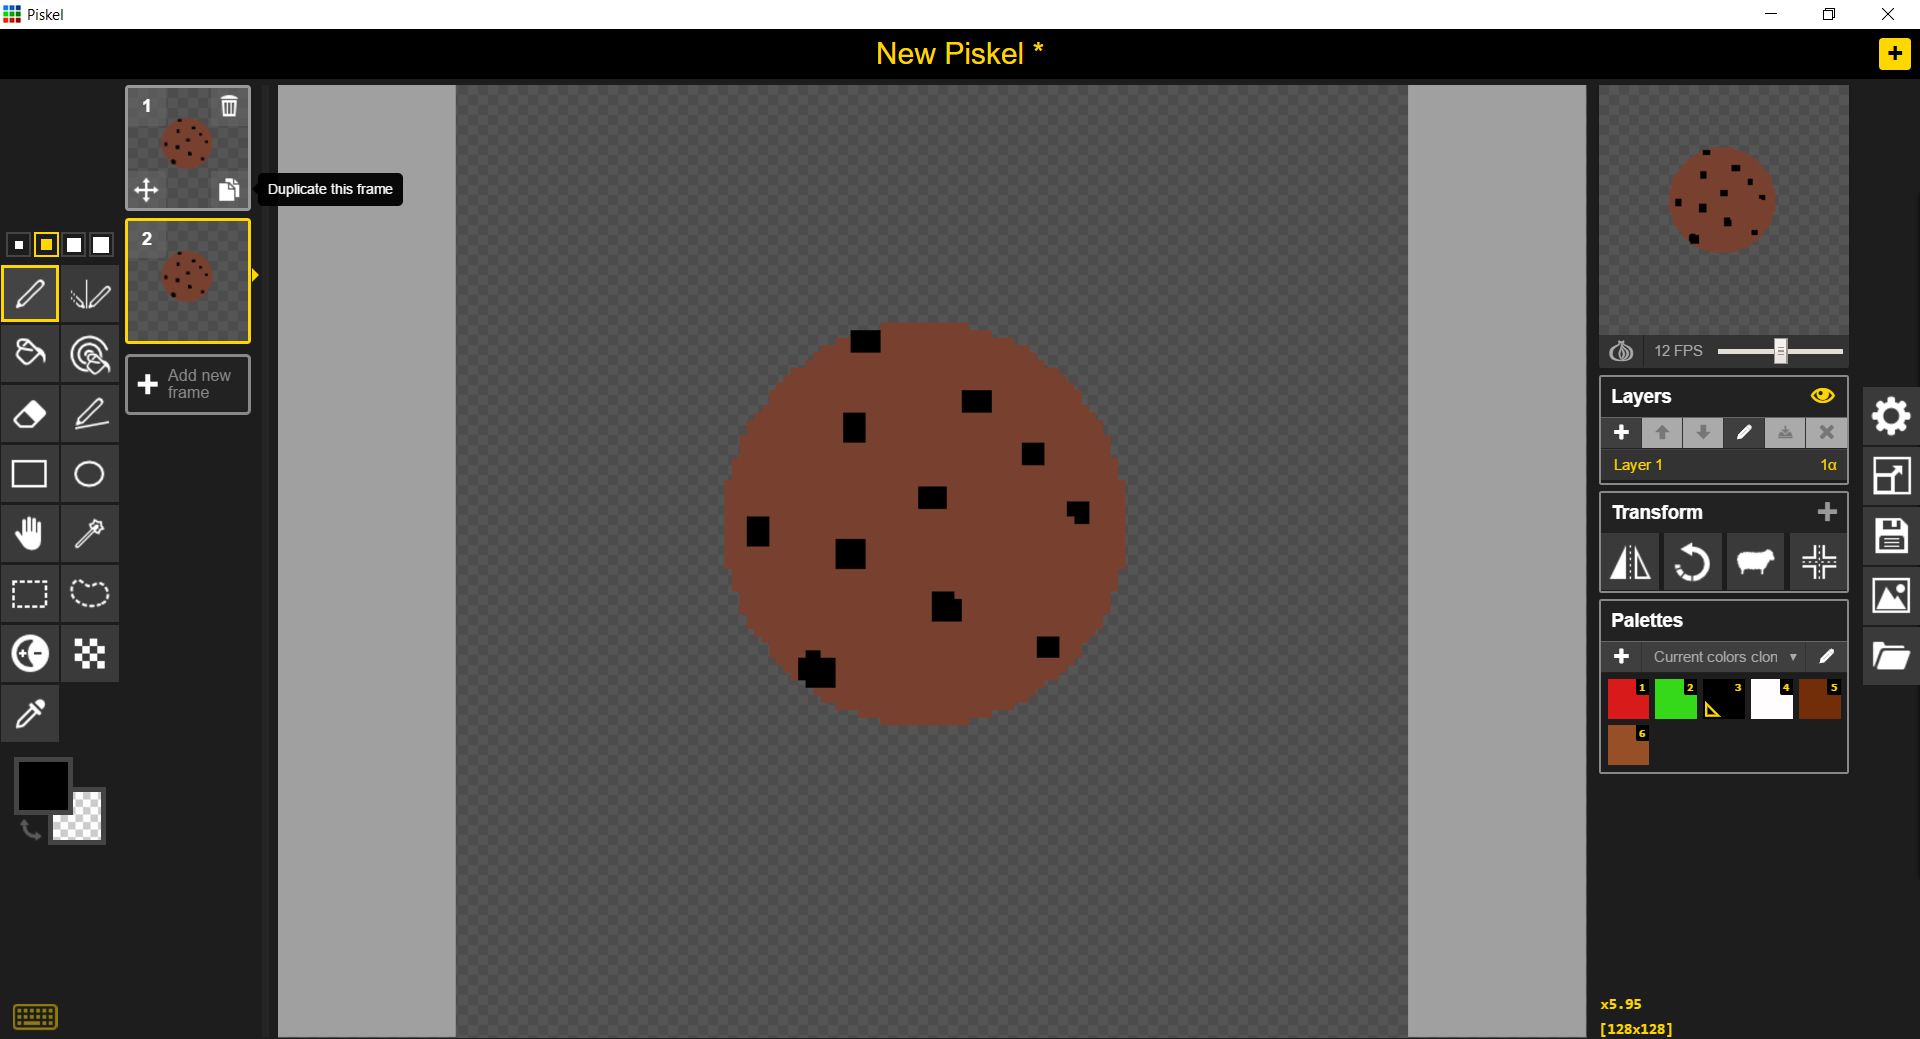 Piskel
New Piskel *
1
Duplicate this frame
2
Add new
frame
12 FPS
Layers
Layer 1
1α
Transform
Palettes
Current colors clon
1
2
3
4
5
6
x5.95
[128x128]